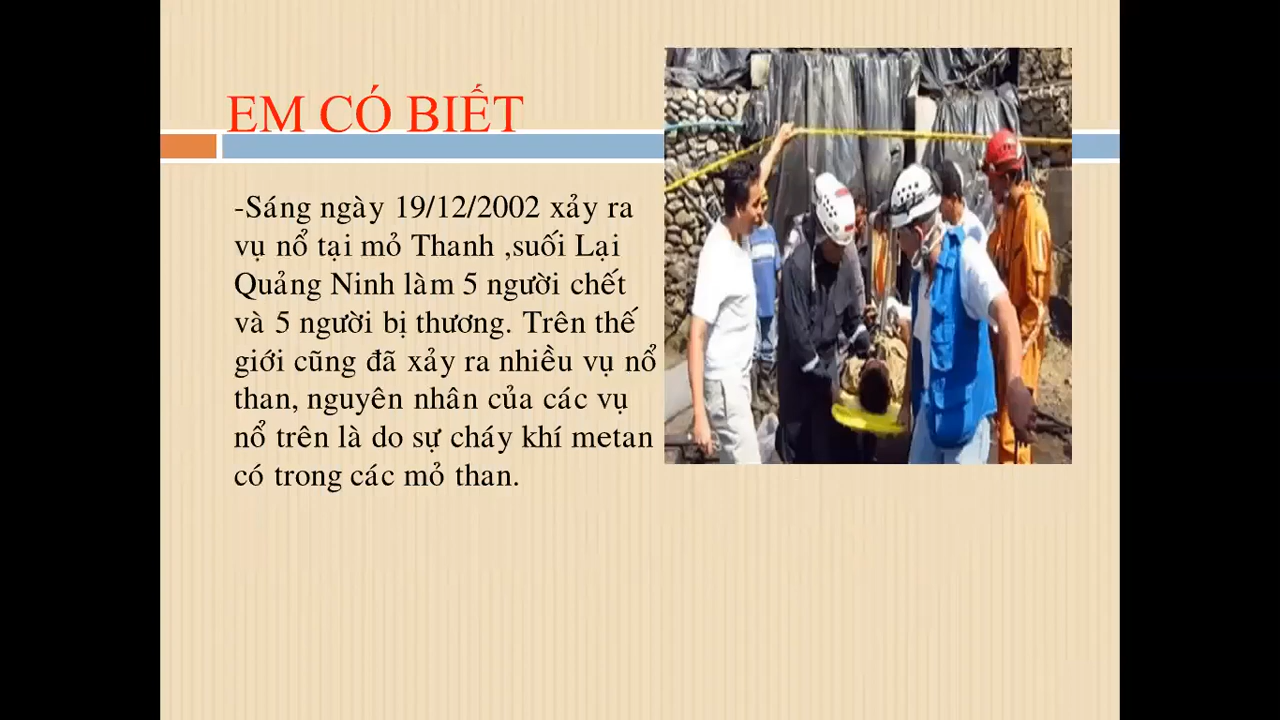 EM CÓ BIẾT
-Sáng ngày 19/12/2002 xảy ra
vụ nổ tại mỏ Thanh ,suối Lại
Quảng Ninh làm 5 người chết
và 5 người bị thương. Trên thế
giới cũng đã xảy ra nhiều vụ nổ
than, nguyên nhân của các vụ
nổ trên là do sự cháy khí metan
có trong các mỏ than.